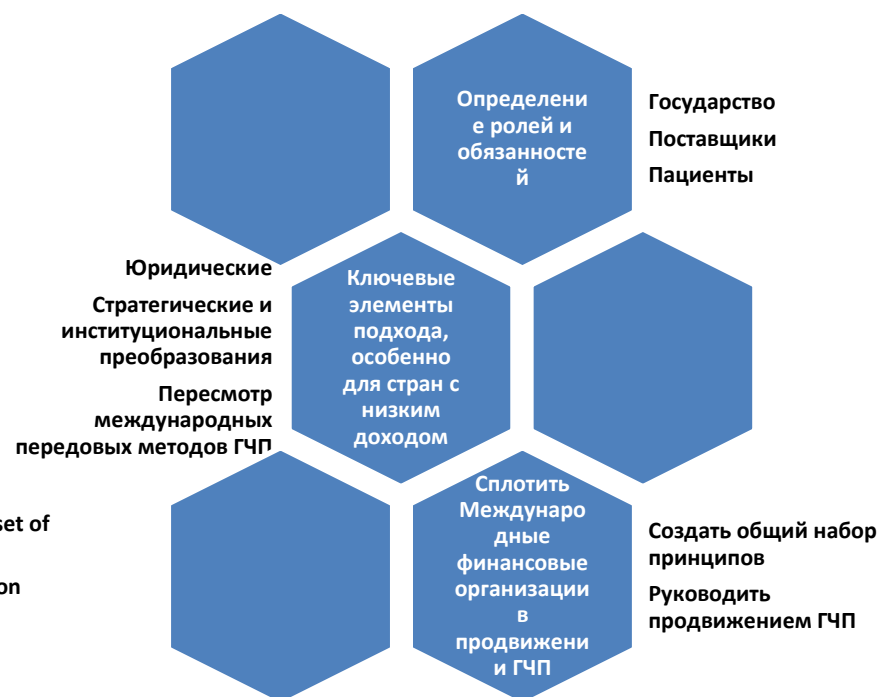 Определени
е ролей и
обязанносте
й
Государство
Поставщики
Пациенты
Юридические
Стратегические и
институциональные
преобразования
Пересмотр
международных
передовых методов ГЧП
Ключевые
элементы
подхода,
особенно
для стран с
низким
доходом
set of
on
Сплотить
Междунаро
дные
финансовые
организации
в
продвижени
и ГЧП
Создать общий набор
принципов
Руководить
продвижением ГЧП